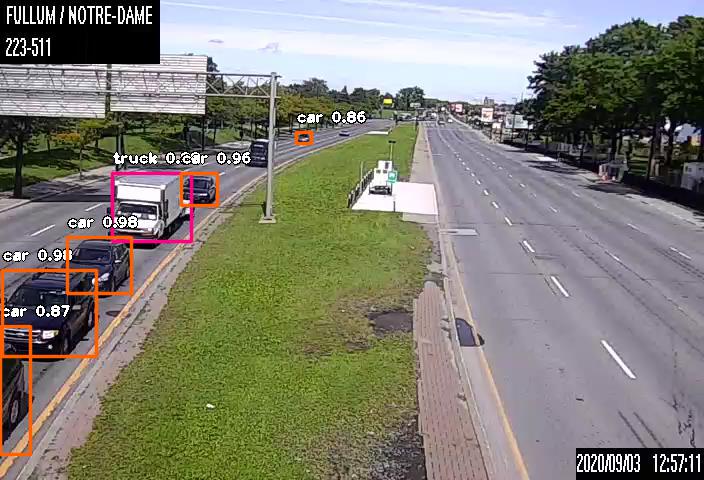 FULLUM / NOTRE-DAME
223-511
car 0.86
truck 0.
car 0.96
car 0.98
car 0.98
car 0.87
2020/09/03 12:57:11